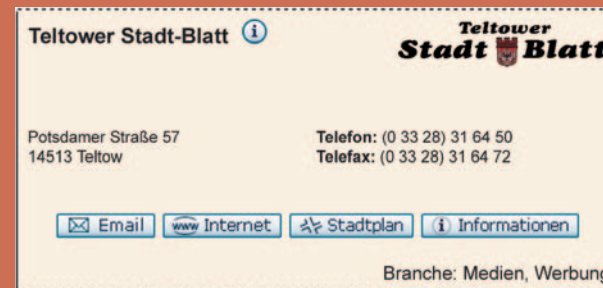 Teltower Stadt-Blatt i
Teltower
Stadt Blatt
Potsdamer Straße 57
14513 Teltow
Telefon: (0 33 28) 31 64 50
Telefax: (0 33 28) 31 64 72
Email www Internet Stadtplan i Informationen
Branche: Medien, Werbung